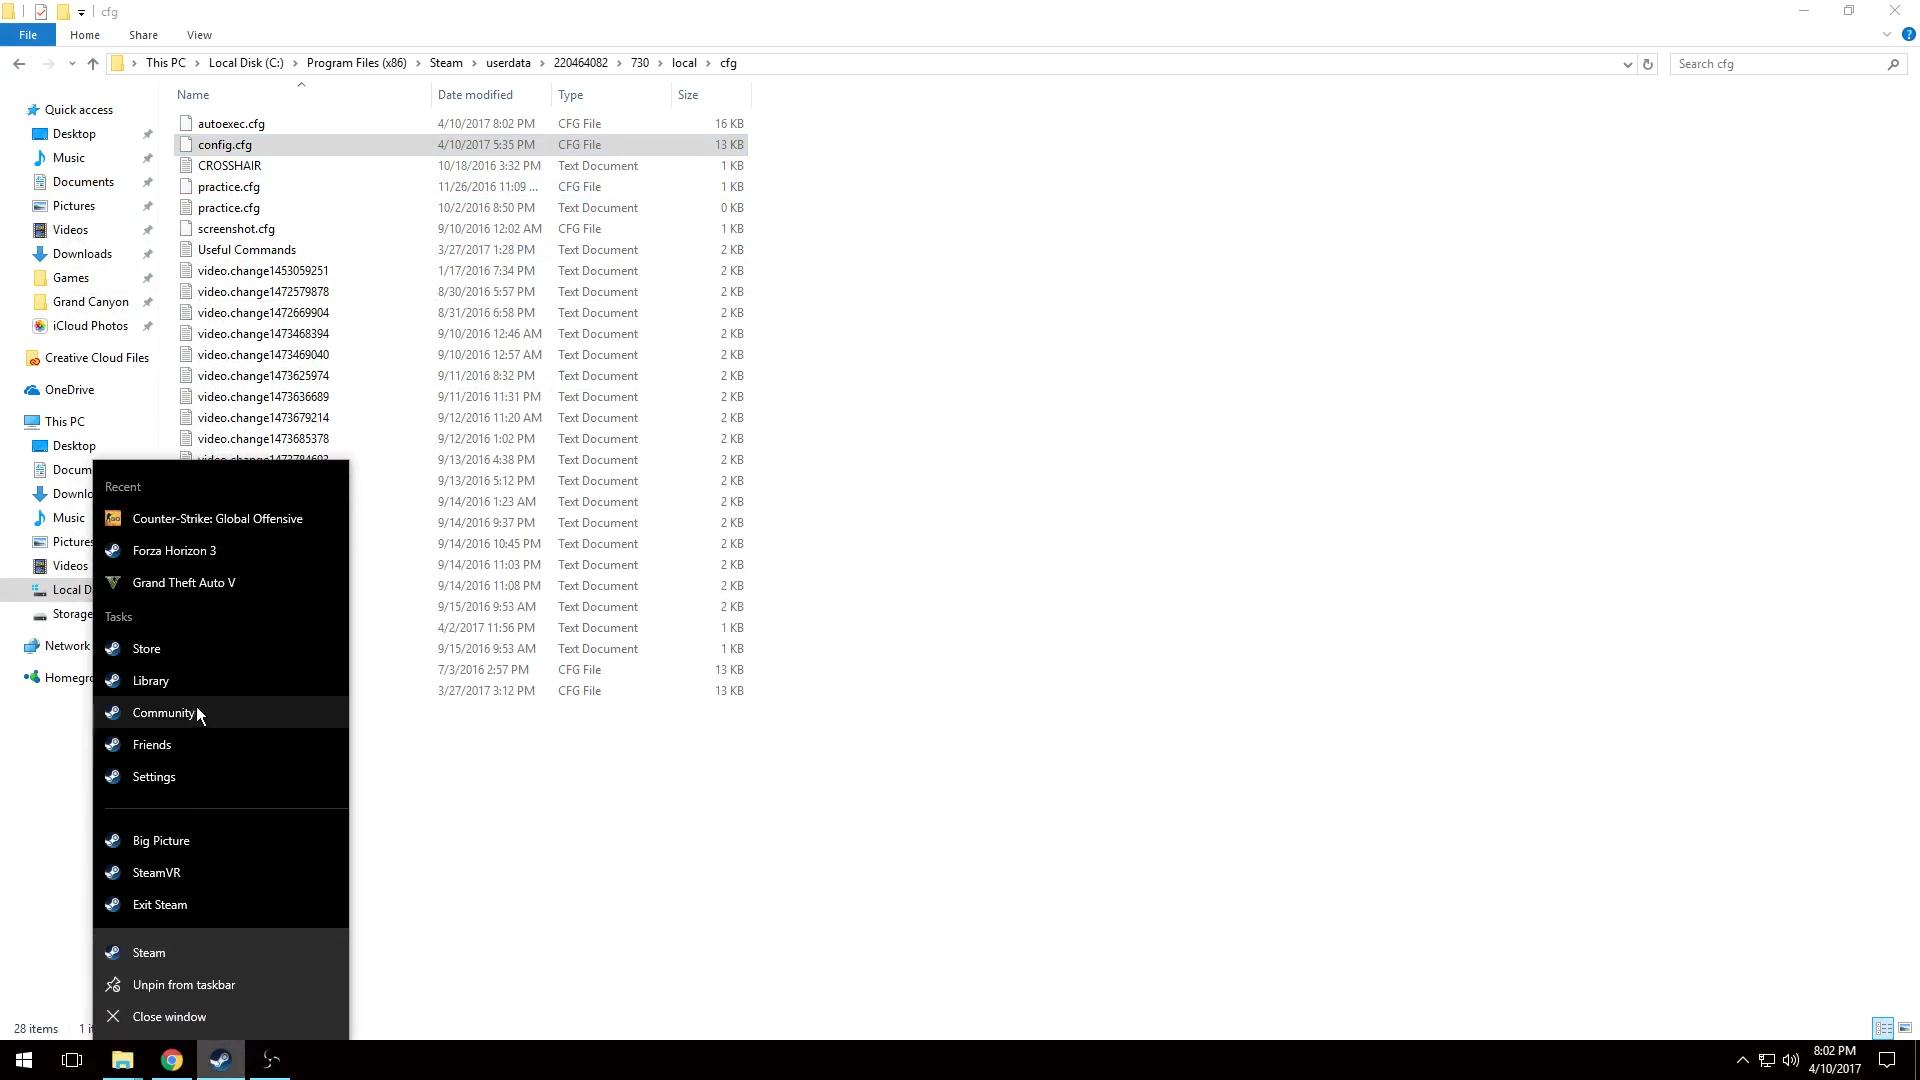 cfg
File Home Share View
This PC Local Disk (C:) Program Files (x86) Steam userdata 220464082 730 local cfg
Search cfg
Name Date modified Type Size
Quick access
Desktop
Music
Documents
Pictures
Videos
Downloads
Games
Grand Canyon
iCloud Photos
Creative Cloud Files
OneDrive
This PC
Desktop
Docum
Downlo
Music
Pictures
Videos
Local D
Storage
Network
Homegro
autoexec.cfg 4/10/2017 8:02 PM CFG File 16 KB
config.cfg 4/10/2017 5:35 PM CFG File 13 KB
CROSSHAIR 10/18/2016 3:32 PM Text Document 1 KB
practice.cfg 11/26/2016 11:09 ... CFG File 1 KB
practice.cfg 10/2/2016 8:50 PM Text Document 0 KB
screenshot.cfg 9/10/2016 12:02 AM CFG File 1 KB
Useful Commands 3/27/2017 1:28 PM Text Document 2 KB
video.change1453059251 1/17/2016 7:34 PM Text Document 2 KB
video.change1472579878 8/30/2016 5:57 PM Text Document 2 KB
video.change1472669904 8/31/2016 6:58 PM Text Document 2 KB
video.change1473468394 9/10/2016 12:46 AM Text Document 2 KB
video.change1473469040 9/10/2016 12:57 AM Text Document 2 KB
video.change1473625974 9/11/2016 8:32 PM Text Document 2 KB
video.change1473636689 9/11/2016 11:31 PM Text Document 2 KB
video.change1473679214 9/12/2016 11:20 AM Text Document 2 KB
video.change1473685378 9/12/2016 1:02 PM Text Document 2 KB
9/13/2016 4:38 PM Text Document 2 KB
9/13/2016 5:12 PM Text Document 2 KB
9/14/2016 1:23 AM Text Document 2 KB
9/14/2016 9:37 PM Text Document 2 KB
9/14/2016 10:45 PM Text Document 2 KB
9/14/2016 11:03 PM Text Document 2 KB
9/14/2016 11:08 PM Text Document 2 KB
9/15/2016 9:53 AM Text Document 2 KB
4/2/2017 11:56 PM Text Document 1 KB
9/15/2016 9:53 AM Text Document 1 KB
7/3/2016 2:57 PM CFG File 13 KB
3/27/2017 3:12 PM CFG File 13 KB
Recent
Counter-Strike: Global Offensive
Forza Horizon 3
Grand Theft Auto V
Tasks
Store
Library
Community
Friends
Settings
Big Picture
SteamVR
Exit Steam
Steam
Unpin from taskbar
Close window
28 items 1 it
8:02 PM
4/10/2017